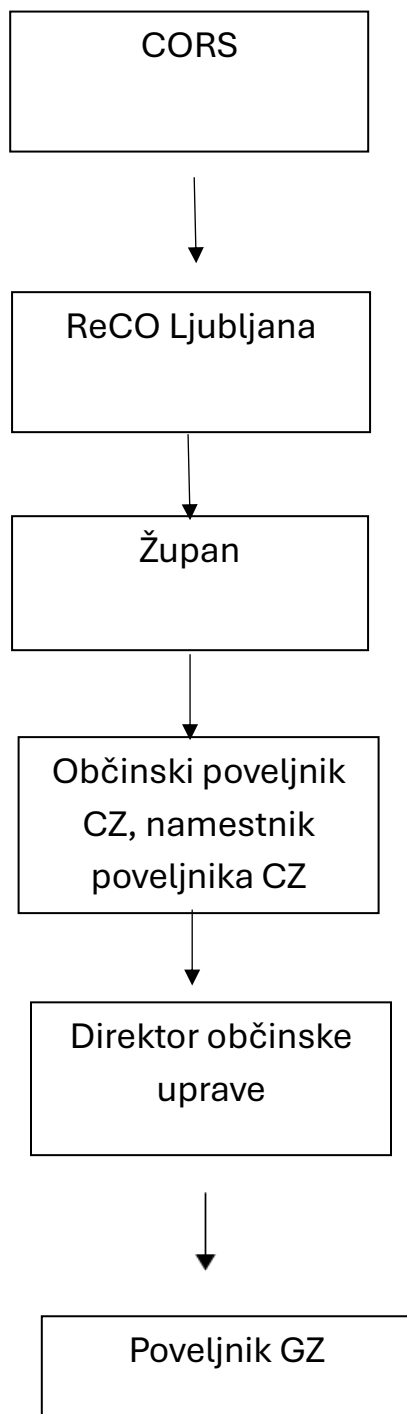 CORS
ReCO Ljubljana
Župan
Občinski poveljnik
CZ, namestnik
poveljnika CZ
Direktor občinske
uprave
Poveljnik GZ